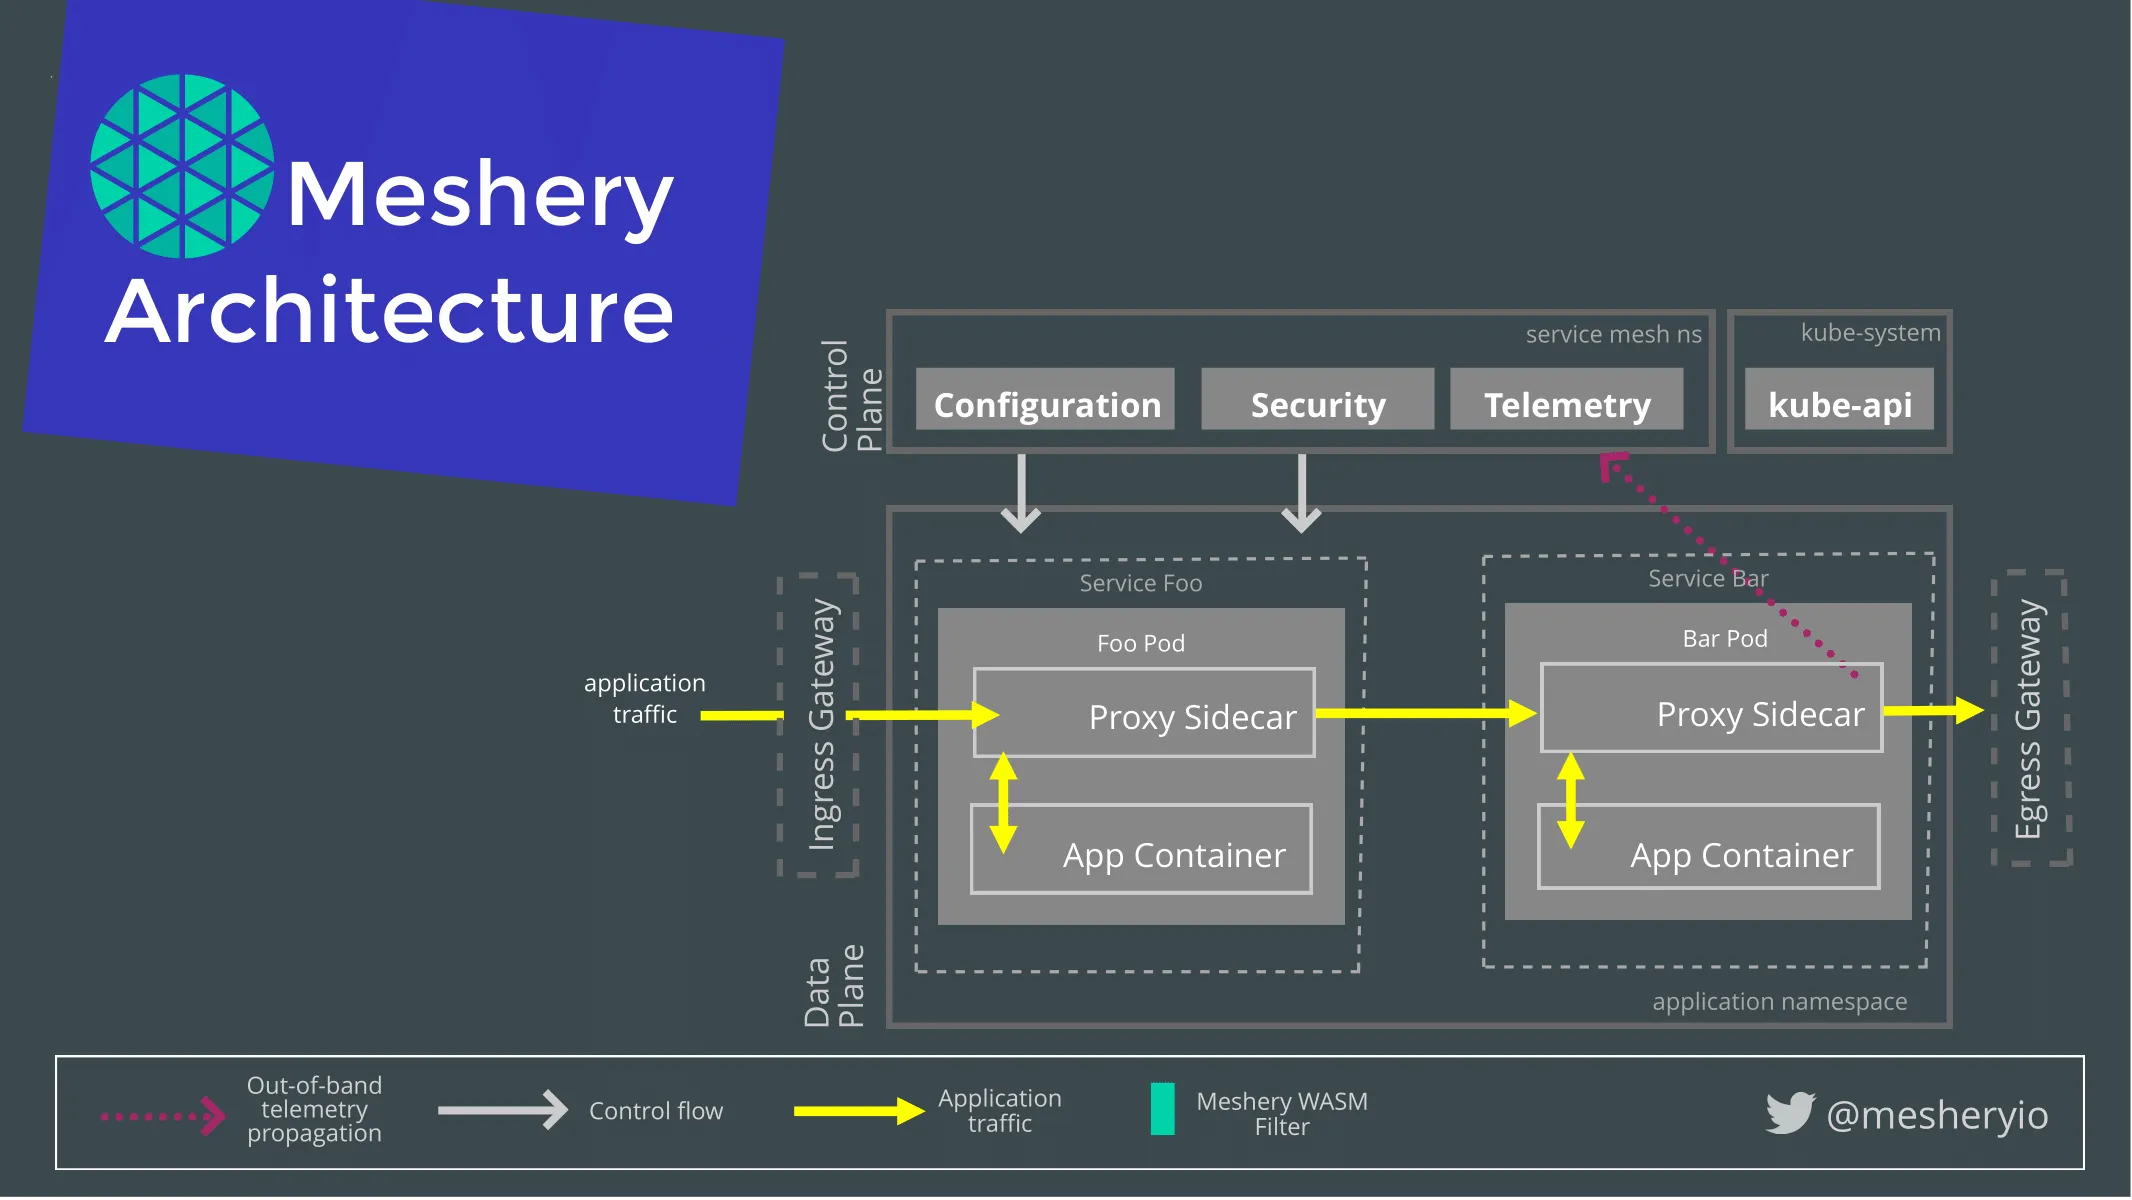 Meshery
Architecture
Control
Plane
service mesh ns
kube-system
Configuration
Security
Telemetry
kube-api
Service Foo
Service Bar
Foo Pod
Bar Pod
application
traffic
Ingress Gateway
Proxy Sidecar
Proxy Sidecar
Egress Gateway
App Container
App Container
Data
Plane
application namespace
Out-of-band
telemetry
propagation
Control flow
Application
traffic
Meshery WASM
Filter
@mesheryio